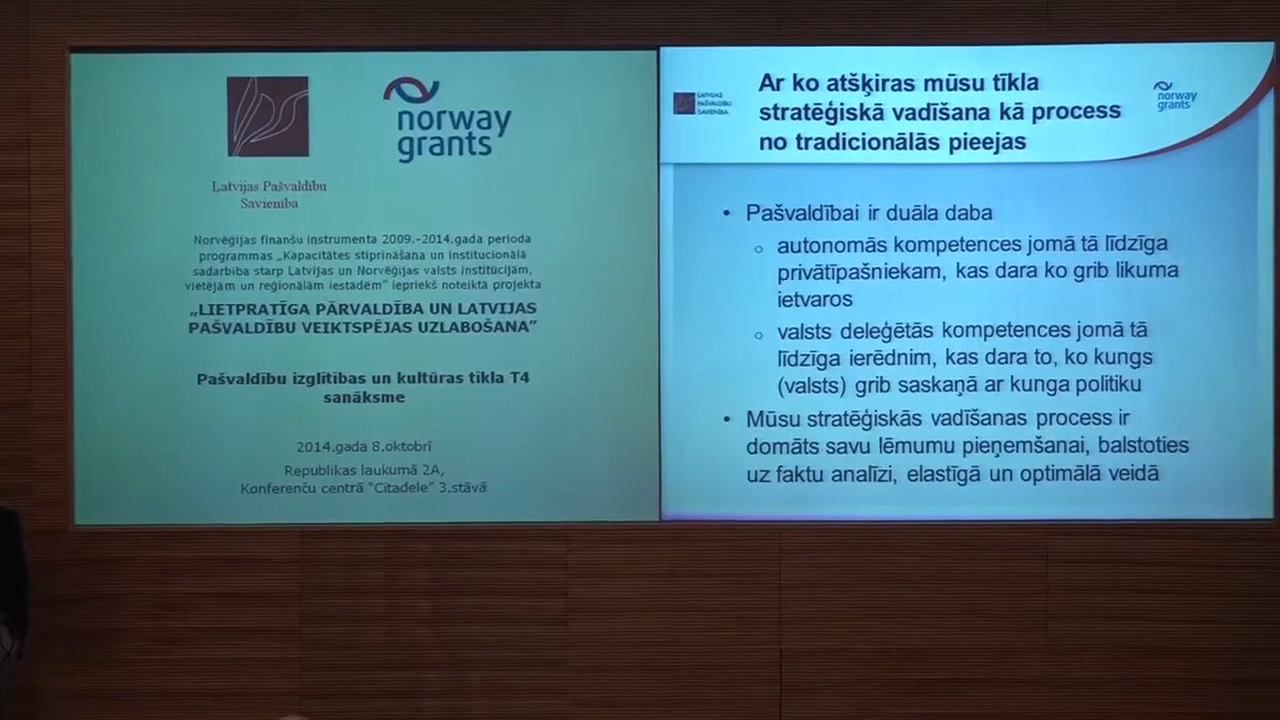 norway
grants
Latvijas Pašvaldību
Savienība
Norvēģijas finanšu instrumenta 2009.-2014.gada perioda
programmas „Kapacitātes stiprināšana un institucionālā
sadarbība starp Latvijas un Norvēģijas valsts institūcijām,
vietējām un reģionālām iestādēm” iepriekš noteiktā projekta
„LIETPRATĪGA PĀRVALDĪBA UN LATVIJAS
PAŠVALDĪBU VEIKTSPĒJAS UZLABOŠANA”
Pašvaldību izglītības un kultūras tīkla T4
sanāksme
2014.gada 8.oktobrī
Republikas laukumā 2A,
Konferenču centrā “Citadele” 3.stāvā
LATVIJAS
PAŠVALDĪBU
SAVIENĪBA
Ar ko atšķiras mūsu tīkla
stratēģiskā vadīšana kā process
no tradicionālās pieejas
norway
grants
• Pašvaldībai ir duāla daba
o autonomās kompetences jomā tā līdzīga
privātīpašniekam, kas dara ko grib likuma
ietvaros
o valsts deleģētās kompetences jomā tā
līdzīga ierēdnim, kas dara to, ko kungs
(valsts) grib saskaņā ar kunga politiku
• Mūsu stratēģiskās vadīšanas process ir
domāts savu lēmumu pieņemšanai, balstoties
uz faktu analīzi, elastīgā un optimālā veidā